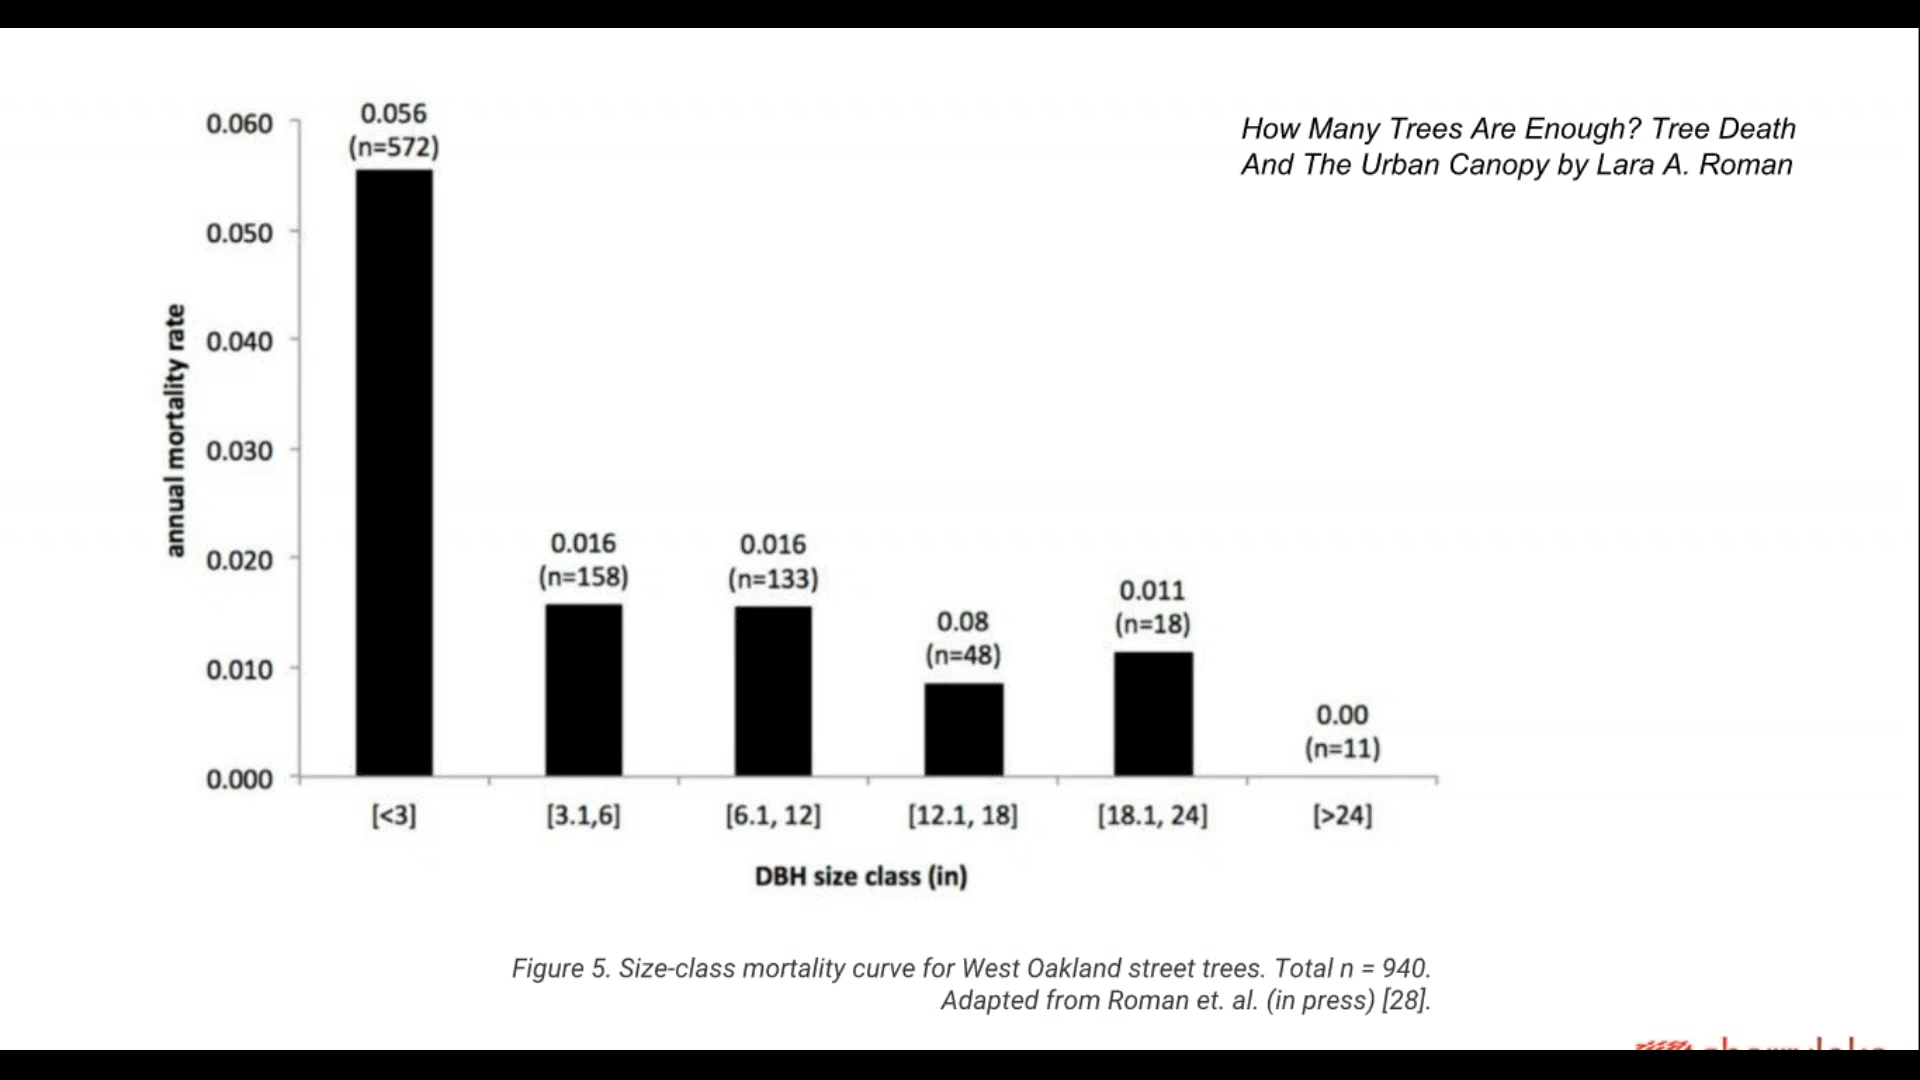 How Many Trees Are Enough? Tree Death
And The Urban Canopy by Lara A. Roman
annual mortality rate
0.060
0.050
0.040
0.030
0.020
0.010
0.000
0.056
(n=572)
0.016
(n=158)
0.016
(n=133)
0.08
(n=48)
0.011
(n=18)
0.00
(n=11)
[<3]
[3.1,6]
[6.1, 12]
[12.1, 18]
[18.1, 24]
[>24]
DBH size class (in)
Figure 5. Size-class mortality curve for West Oakland street trees. Total n = 940.
Adapted from Roman et. al. (in press) [28].